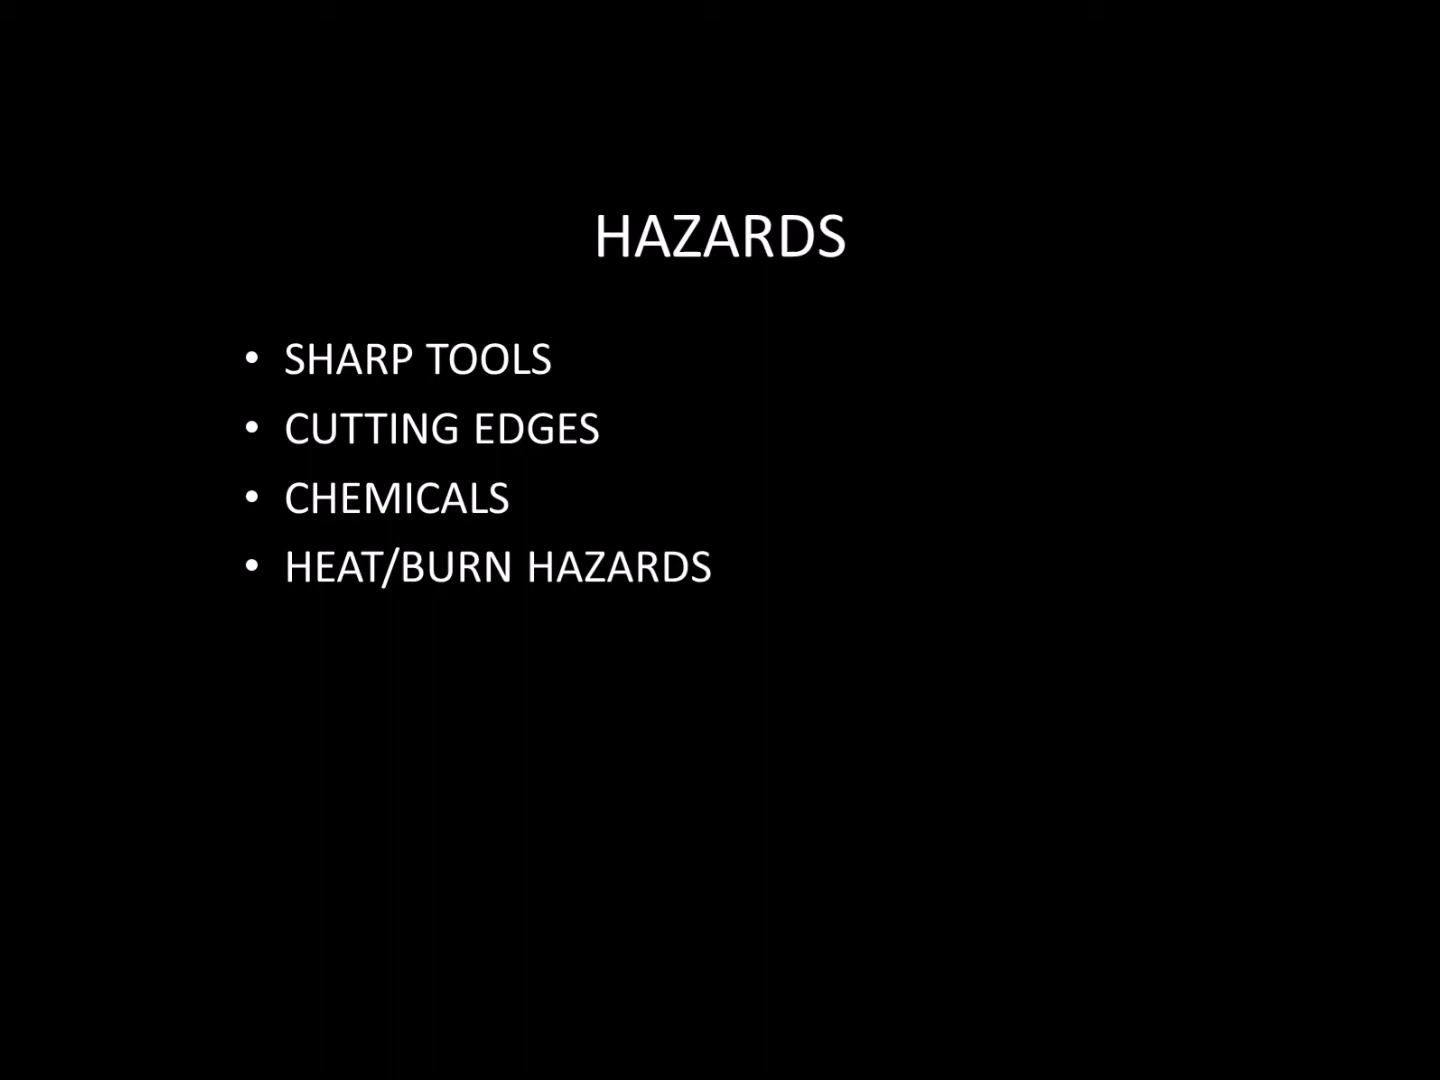 HAZARDS
• SHARP TOOLS
• CUTTING EDGES
• CHEMICALS
• HEAT/BURN HAZARDS